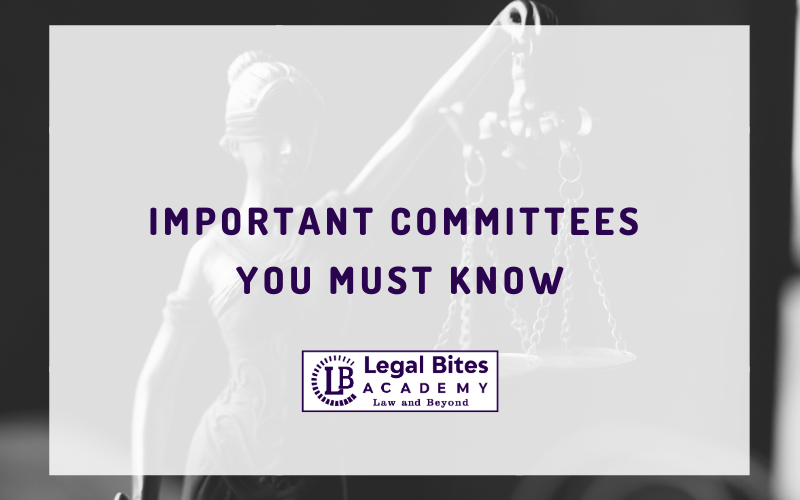 IMPORTANT COMMITTEES
YOU MUST KNOW
LB
Legal Bites
ACADEMY
Law and Beyond